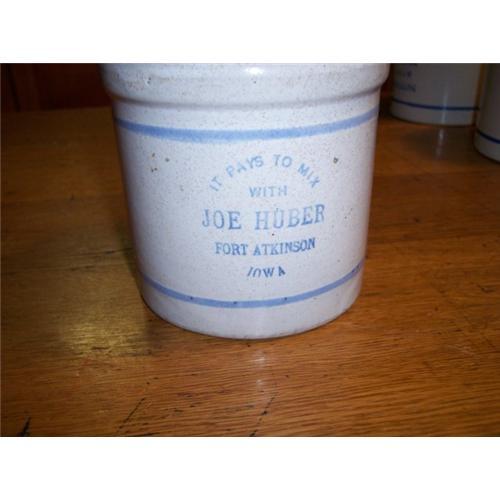 IT PAYS TO MIX
WITH
JOE HUBER
FORT ATKINSON
IOWA